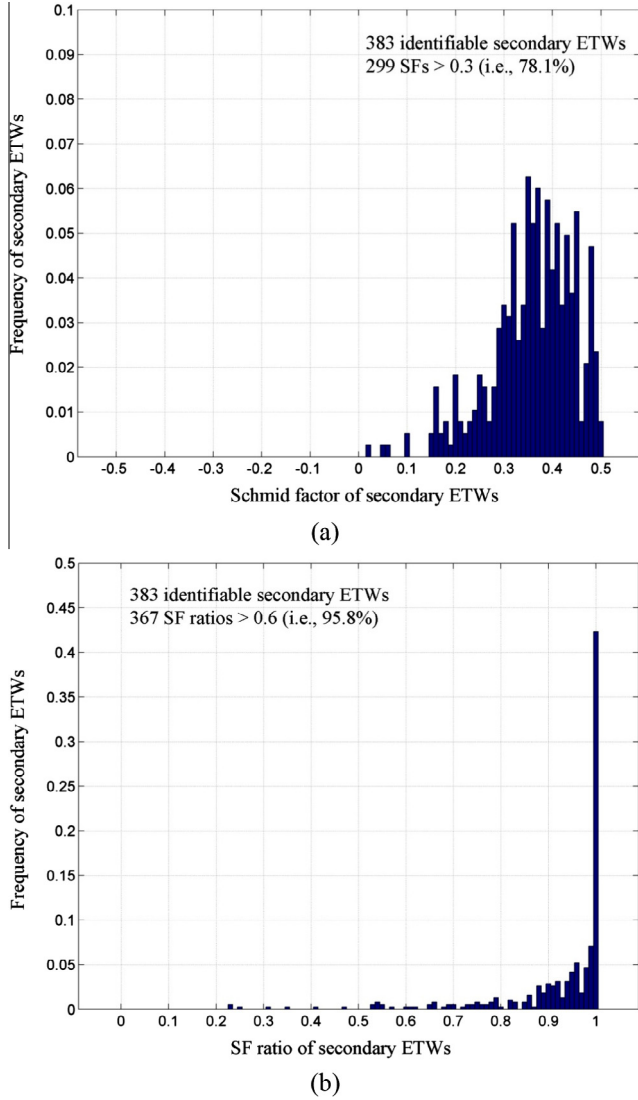 0.1
0.09
0.08
0.07
0.06
0.05
0.04
0.03
0.02
0.01
0
Frequency of secondary ETWs
383 identifiable secondary ETWs
299 SFs > 0.3 (i.e., 78.1%)
-0.5 -0.4 -0.3 -0.2 -0.1 0 0.1 0.2 0.3 0.4 0.5
Schmid factor of secondary ETWs
(a)
0.5
0.45
0.4
0.35
0.3
0.25
0.2
0.15
0.1
0.05
0
Frequency of secondary ETWs
383 identifiable secondary ETWs
367 SF ratios > 0.6 (i.e., 95.8%)
0 0.1 0.2 0.3 0.4 0.5 0.6 0.7 0.8 0.9 1
SF ratio of secondary ETWs
(b)